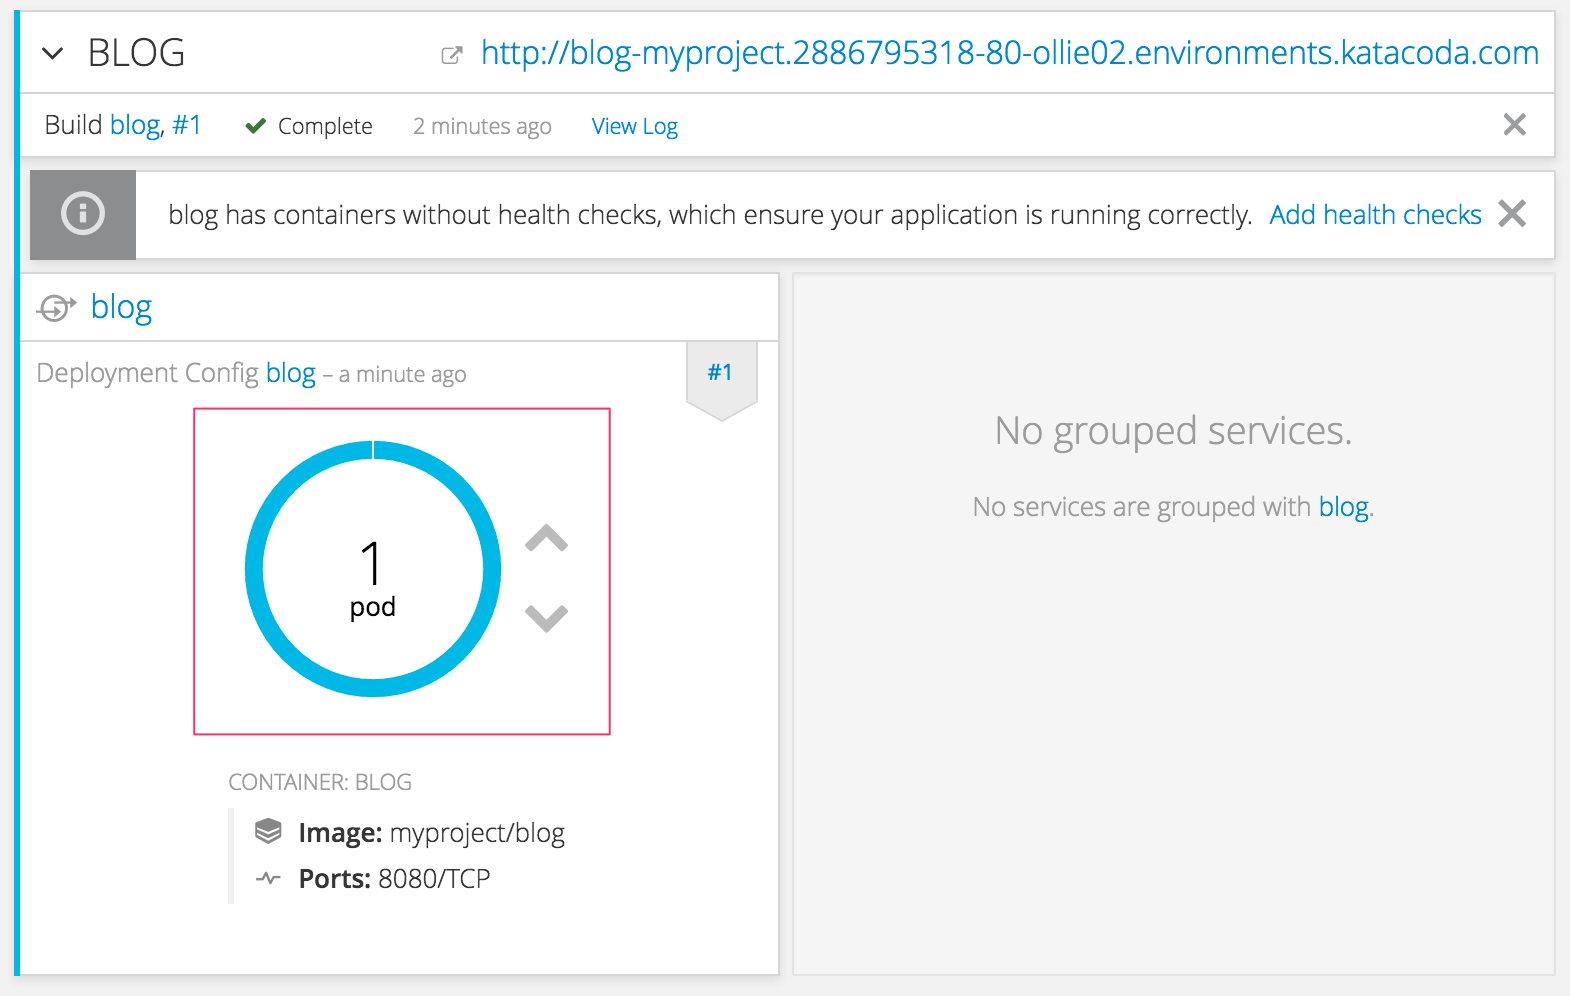 BLOG http://blog-myproject.2886795318-80-ollie02.environments.katacoda.com
Build blog, #1 Complete 2 minutes ago View Log
blog has containers without health checks, which ensure your application is running correctly. Add health checks
blog
Deployment Config blog – a minute ago #1
1
pod
CONTAINER: BLOG
Image: myproject/blog
Ports: 8080/TCP
No grouped services.
No services are grouped with blog.